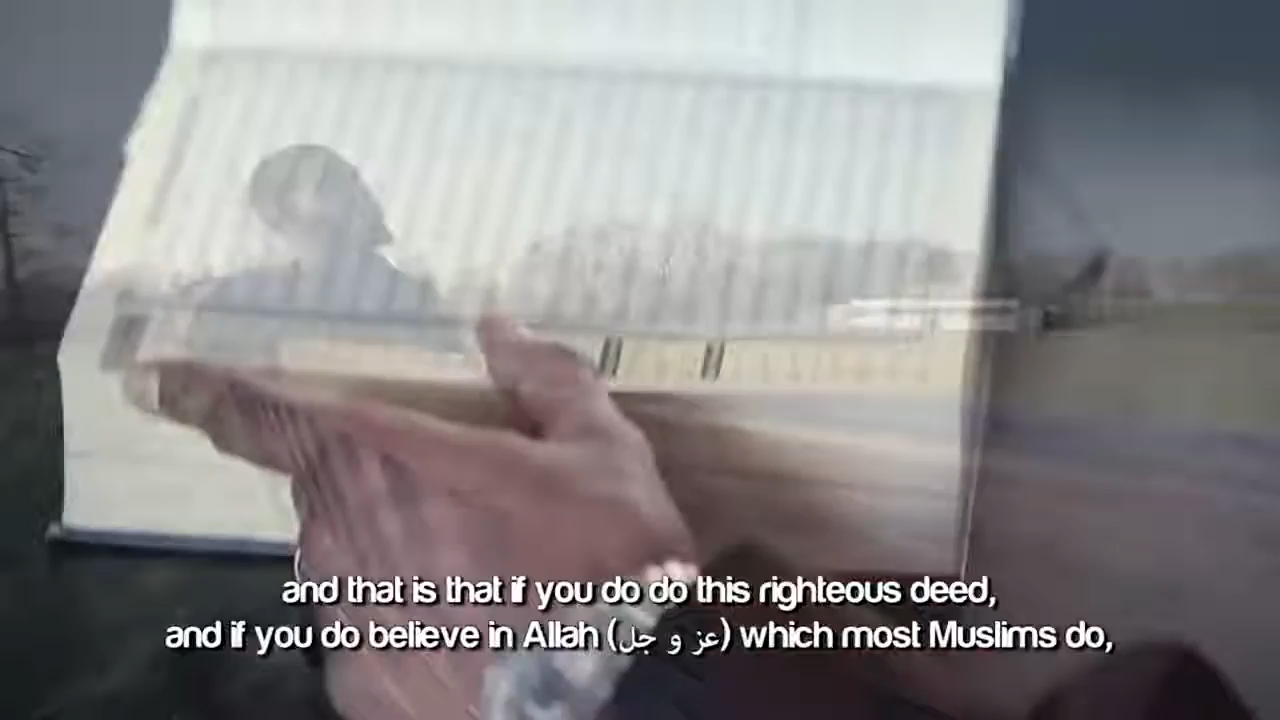 and that is that if you do do this righteous deed,
and if you do believe in Allah (عز و جل) which most Muslims do,